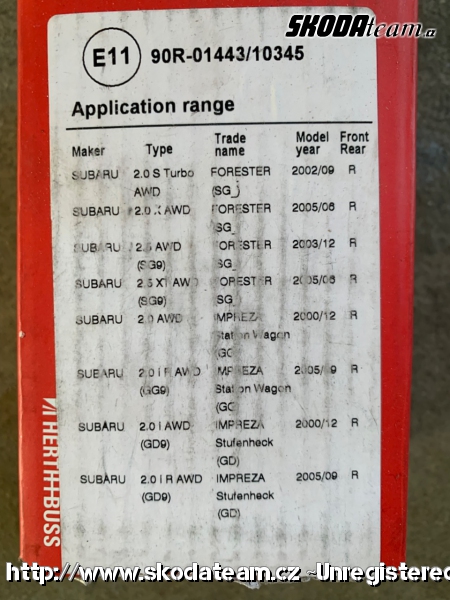 SKODAteam.cz
E11 90R-01443/10345
Application range
Maker Type Trade name Model year Front Rear
SUBARU 2.0 S Turbo AWD FORESTER (SG_) 2002/09 R
SUBARU 2.0 X AWD FORESTER SG_ 2005/06 R
SUBARU 2.5 AWD (SG9) FORESTER SG_ 2003/12 R
SUBARU 2.5 XT AWD (SG9) FORESTER SG_) 2005/06 R
SUBARU 2.0 AWD IMPREZA Station Wagon (GG 2000/12 R
SUBARU 2.0 I R AWD (GG9) IMPREZA Station Wagon (GG 2005/09 R
SUBARU 2.0 I AWD (GD9) IMPREZA Stufenheck (GD) 2000/12 R
SUBARU 2.0 I R AWD (GD9) IMPREZA Stufenheck (GD) 2005/09 R
HERTH+BUSS
http://www.skodateam.cz -Unregistered